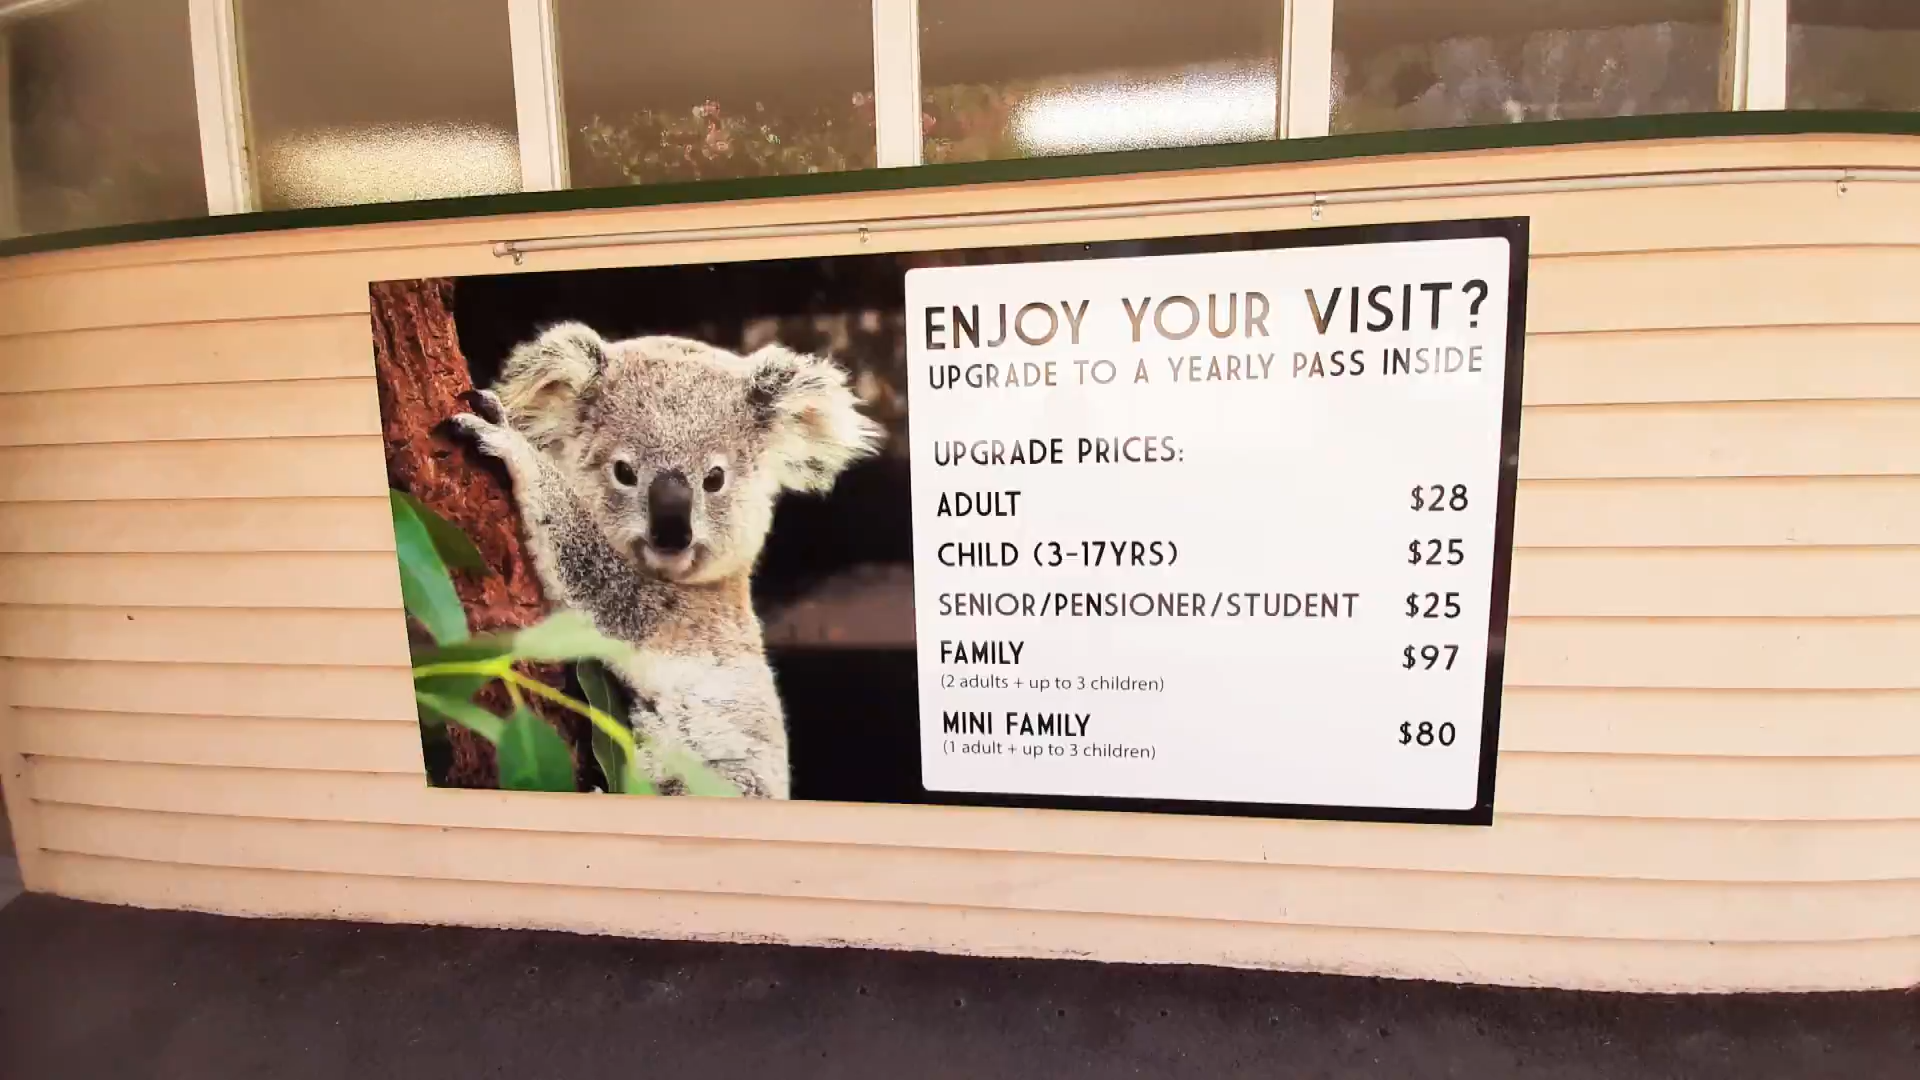 ENJOY YOUR VISIT?
UPGRADE TO A YEARLY PASS INSIDE
UPGRADE PRICES:
ADULT $28
CHILD (3-17YRS) $25
SENIOR/PENSIONER/STUDENT $25
FAMILY $97
(2 adults + up to 3 children)
MINI FAMILY $80
(1 adult + up to 3 children)